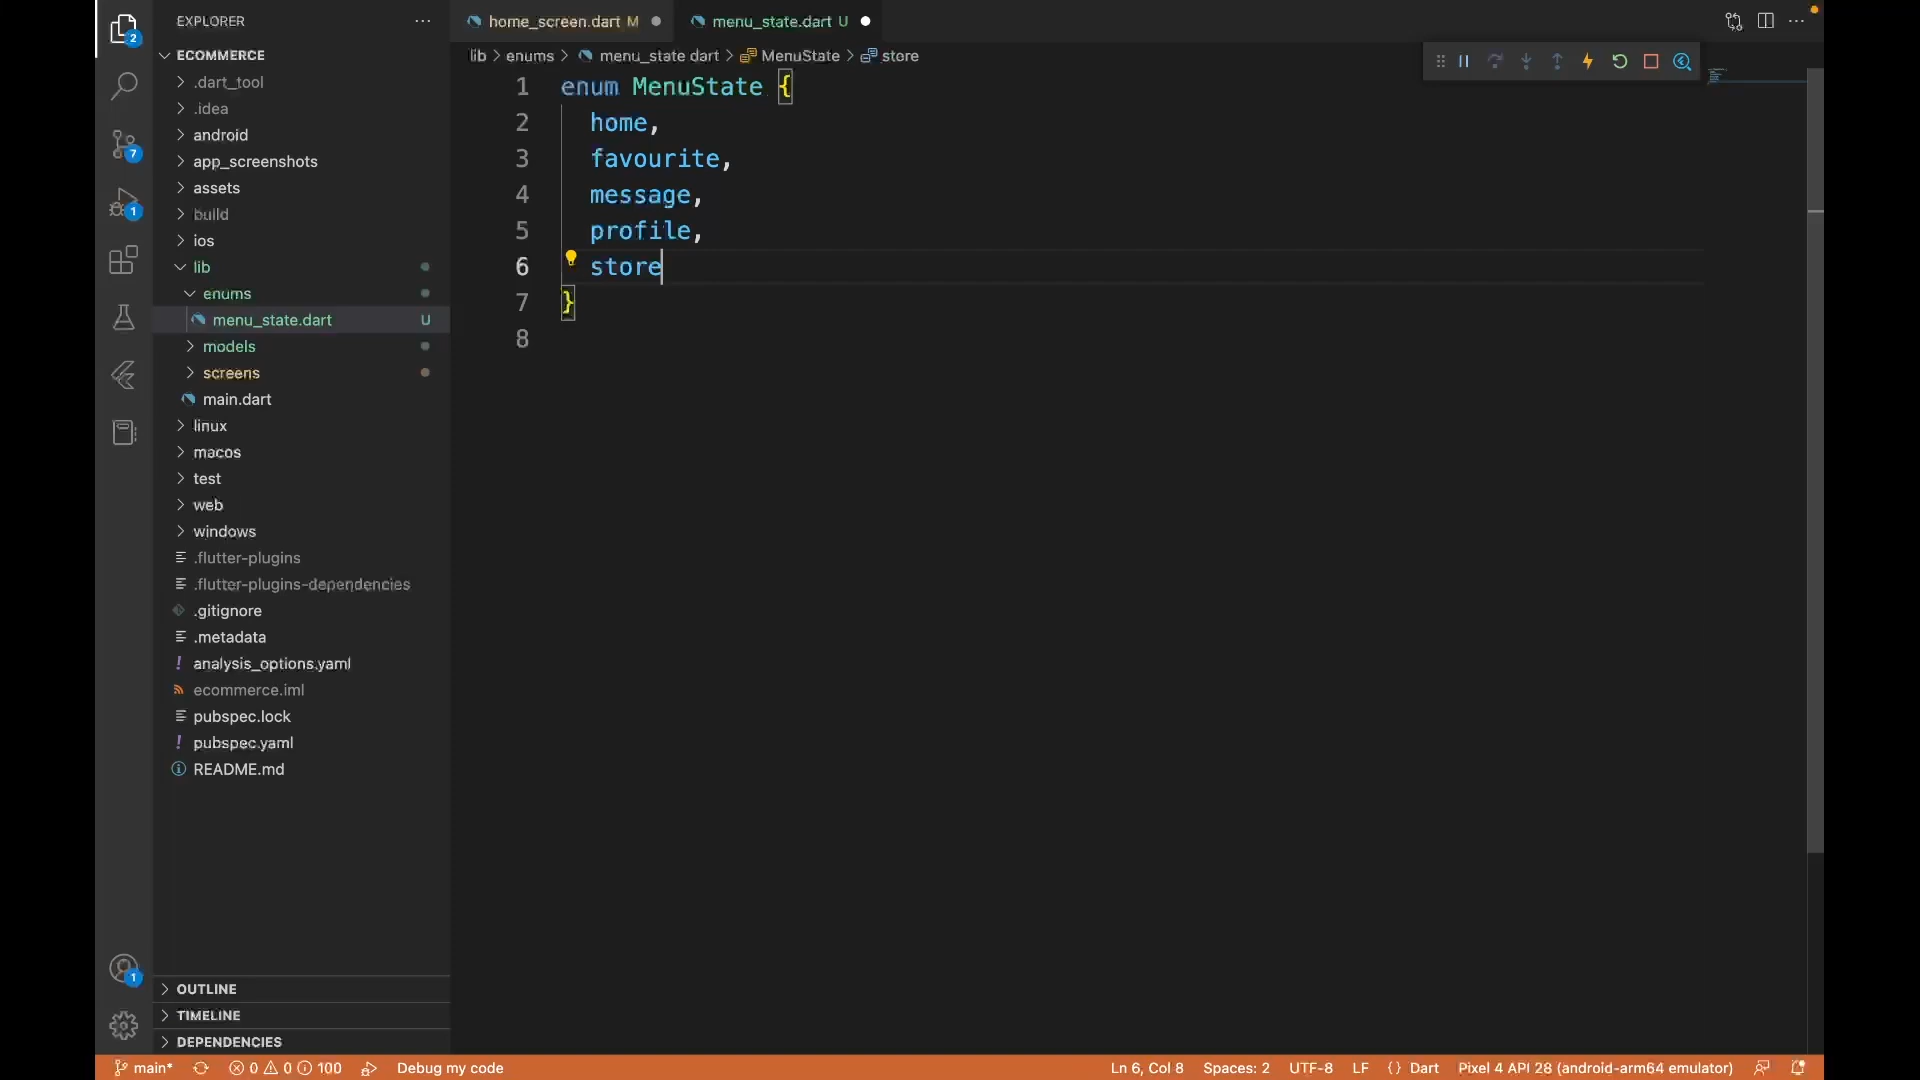 EXPLORER
home_screen.dart M
menu_state.dart U
2
ECOMMERCE
lib > enums > menu_state.dart > MenuState > store
.dart_tool
.idea
android
app_screenshots
assets
build
ios
lib
enums
menu_state.dart U
models
screens
main.dart
linux
macos
test
web
windows
.flutter-plugins
.flutter-plugins-dependencies
.gitignore
.metadata
analysis_options.yaml
ecommerce.iml
pubspec.lock
pubspec.yaml
README.md
7
1
1 enum MenuState {
2 home,
3 favourite,
4 message,
5 profile,
6 store
7 }
8
1
OUTLINE
TIMELINE
DEPENDENCIES
main* 0 0 100 Debug my code Ln 6, Col 8 Spaces: 2 UTF-8 LF {} Dart Pixel 4 API 28 (android-arm64 emulator)